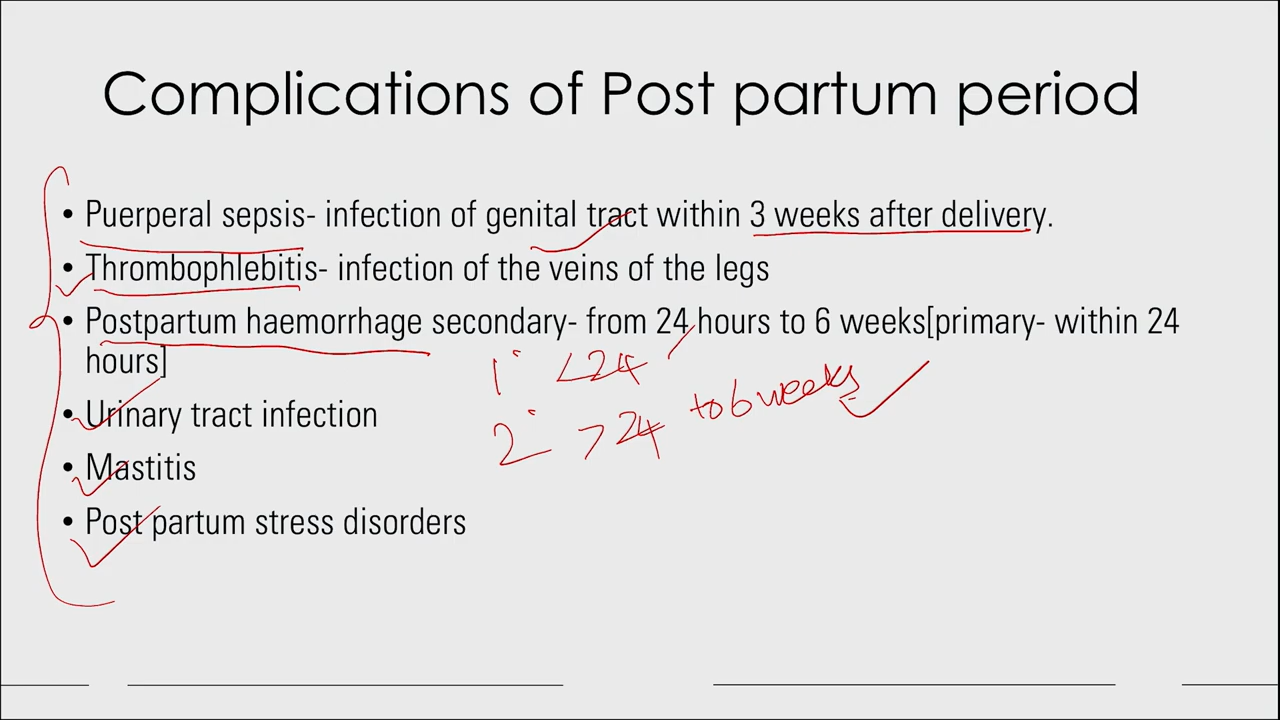 Complications of Post partum period
• Puerperal sepsis- infection of genital tract within 3 weeks after delivery.
• Thrombophlebitis- infection of the veins of the legs
• Postpartum haemorrhage secondary- from 24 hours to 6 weeks[primary- within 24
hours]
1° <24
2° >24 to 6 weeks
• Urinary tract infection
• Mastitis
• Post partum stress disorders